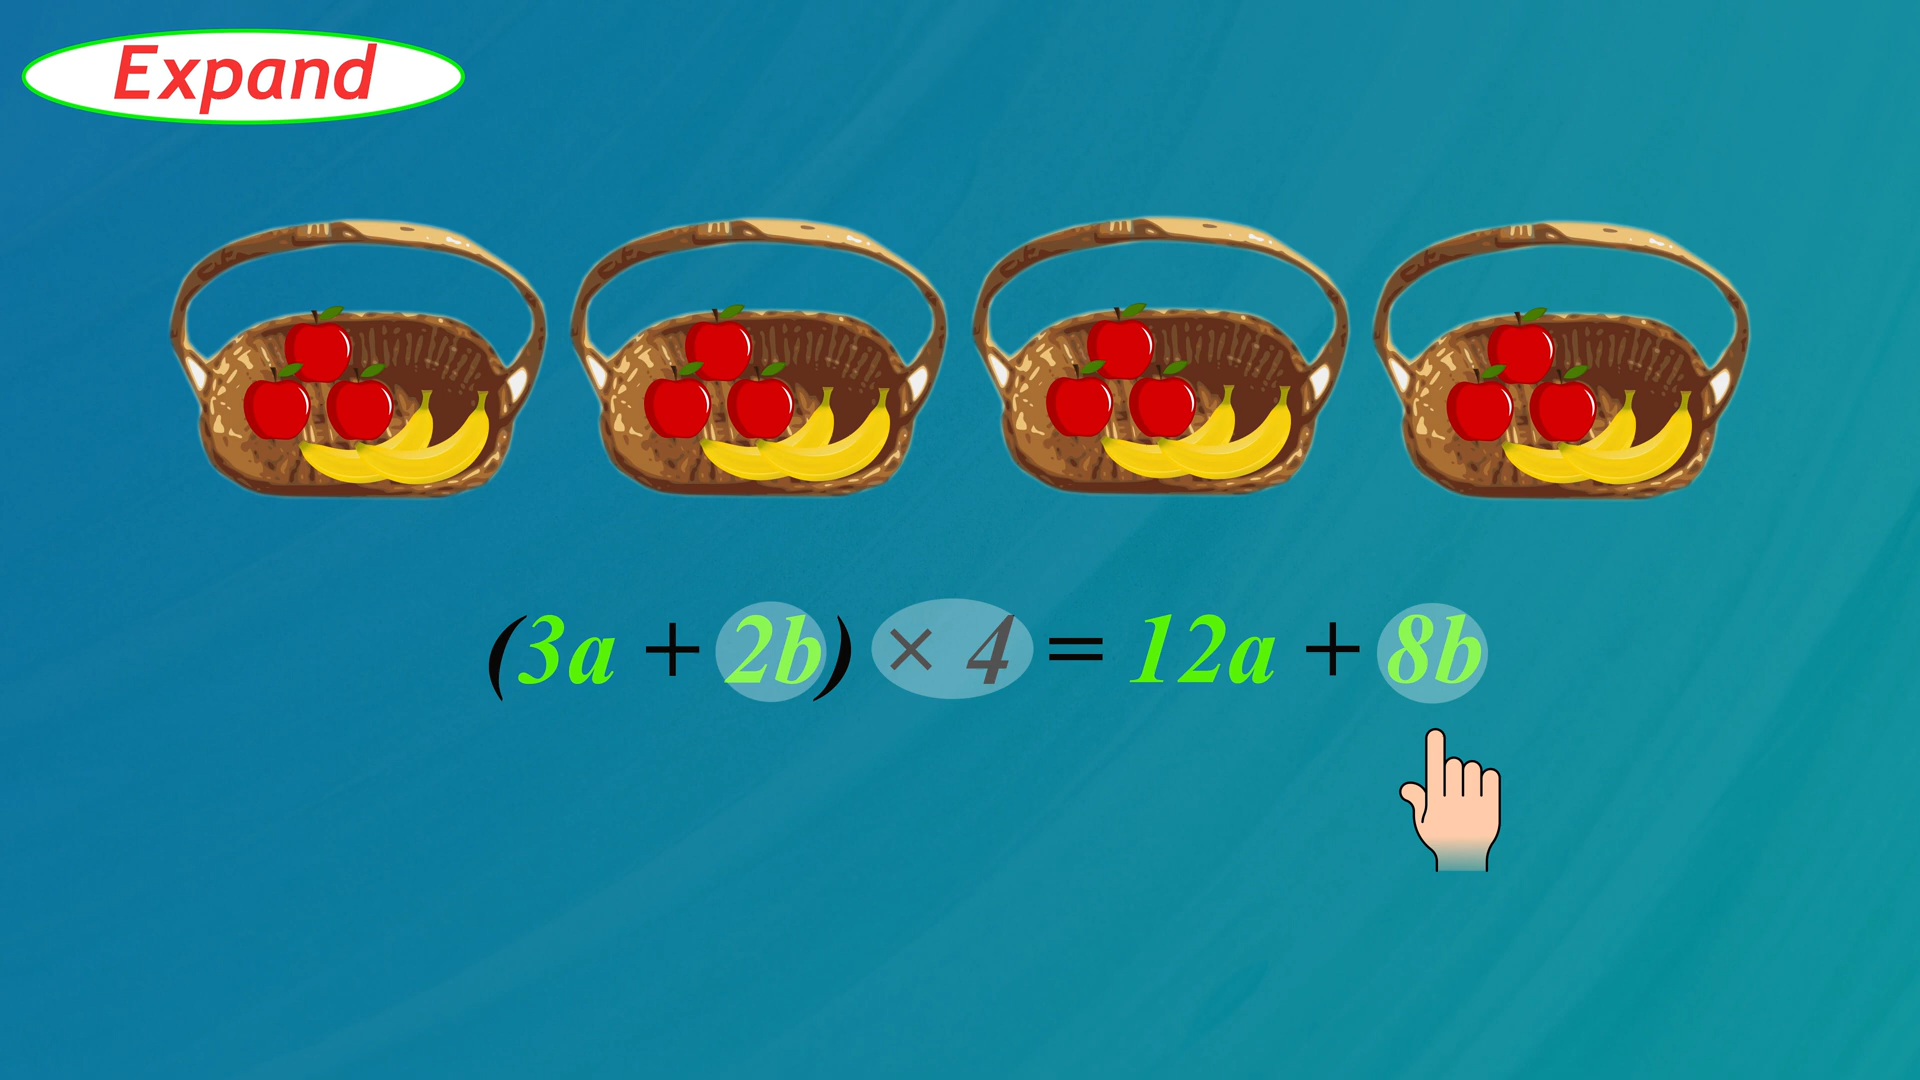 Expand
(3a + 2b) × 4 = 12a + 8b